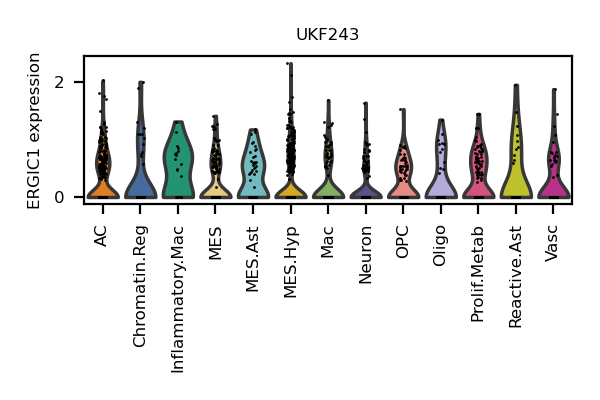 UKF243
ERGIC1 expression
2
0
AC
Chromatin.Reg
Inflammatory.Mac
MES
MES.Ast
MES.Hyp
Mac
Neuron
OPC
Oligo
Prolif.Metab
Reactive.Ast
Vasc